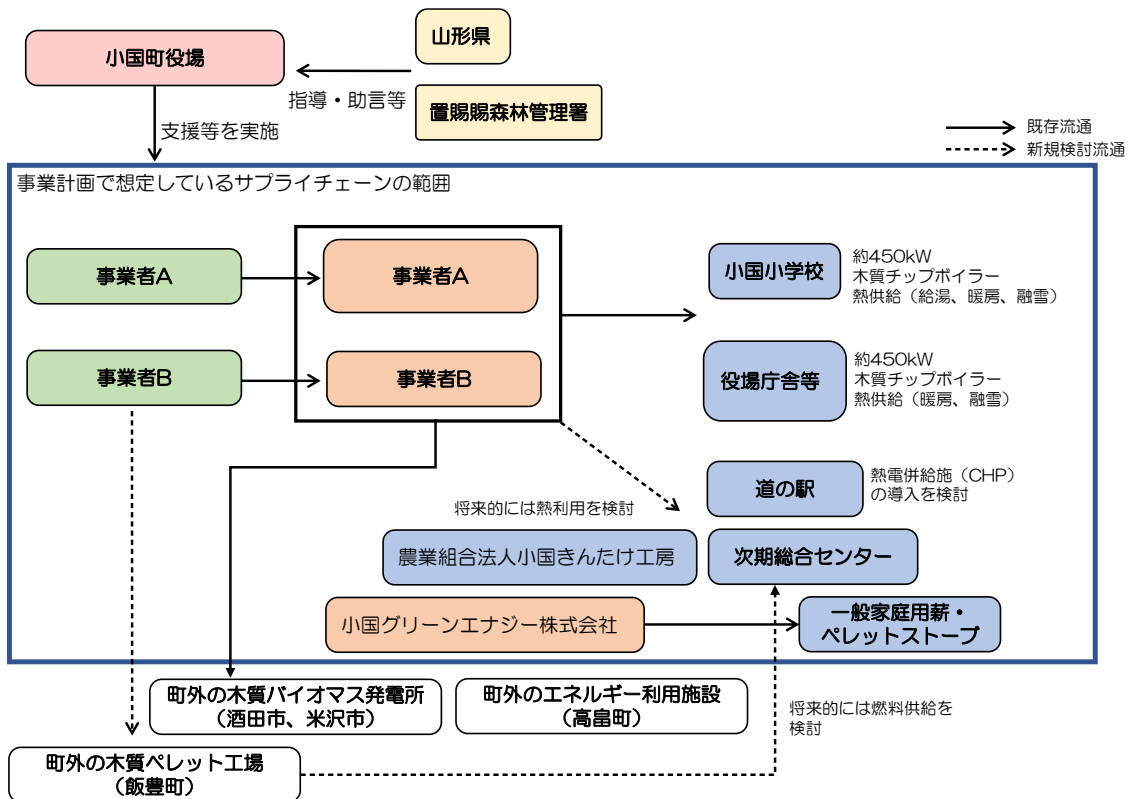 山形県
小国町役場
指導・助言等
置賜賜森林管理署
支援等を実施
既存流通
新規検討流通
事業計画で想定しているサプライチェーンの範囲
事業者A
事業者A
小国小学校
約450kW
木質チップボイラー
熱供給（給湯、暖房、融雪）
事業者B
事業者B
役場庁舎等
約450kW
木質チップボイラー
熱供給（暖房、融雪）
道の駅
熱電併給施（CHP）
の導入を検討
将来的には熱利用を検討
農業組合法人小国きんたけ工房
次期総合センター
小国グリーンエナジー株式会社
一般家庭用薪・
ペレットストーブ
町外の木質バイオマス発電所
（酒田市、米沢市）
町外のエネルギー利用施設
（高畠町）
将来的には燃料供給を
検討
町外の木質ペレット工場
（飯豊町）